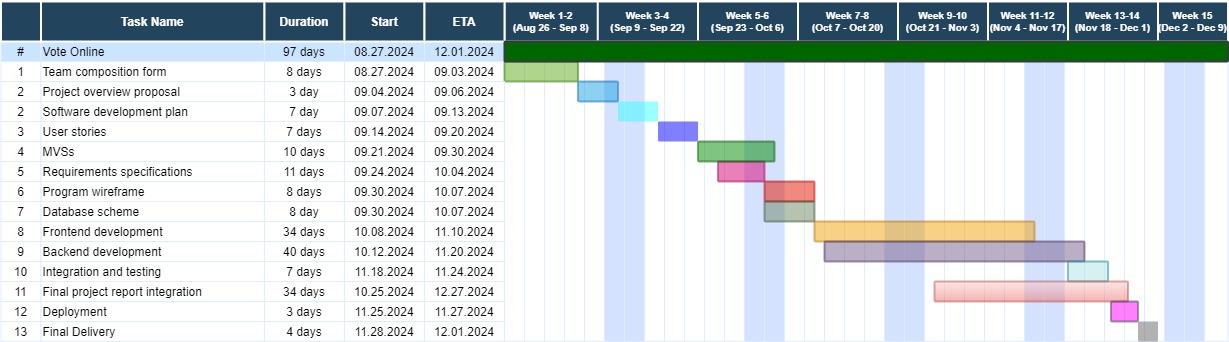 Task Name Duration Start ETA Week 1-2 (Aug 26 - Sep 8) Week 3-4 (Sep 9 - Sep 22) Week 5-6 (Sep 23 - Oct 6) Week 7-8 (Oct 7 - Oct 20) Week 9-10 (Oct 21 - Nov 3) Week 11-12 (Nov 4 - Nov 17) Week 13-14 (Nov 18 - Dec 1) Week 15 (Dec 2 - Dec 9)
# Vote Online 97 days 08.27.2024 12.01.2024
1 Team composition form 8 days 08.27.2024 09.03.2024
2 Project overview proposal 3 day 09.04.2024 09.06.2024
2 Software development plan 7 day 09.07.2024 09.13.2024
3 User stories 7 days 09.14.2024 09.20.2024
4 MVSs 10 days 09.21.2024 09.30.2024
5 Requirements specifications 11 days 09.24.2024 10.04.2024
6 Program wireframe 8 days 09.30.2024 10.07.2024
7 Database scheme 8 day 09.30.2024 10.07.2024
8 Frontend development 34 days 10.08.2024 11.10.2024
9 Backend development 40 days 10.12.2024 11.20.2024
10 Integration and testing 7 days 11.18.2024 11.24.2024
11 Final project report integration 34 days 10.25.2024 12.27.2024
12 Deployment 3 days 11.25.2024 11.27.2024
13 Final Delivery 4 days 11.28.2024 12.01.2024